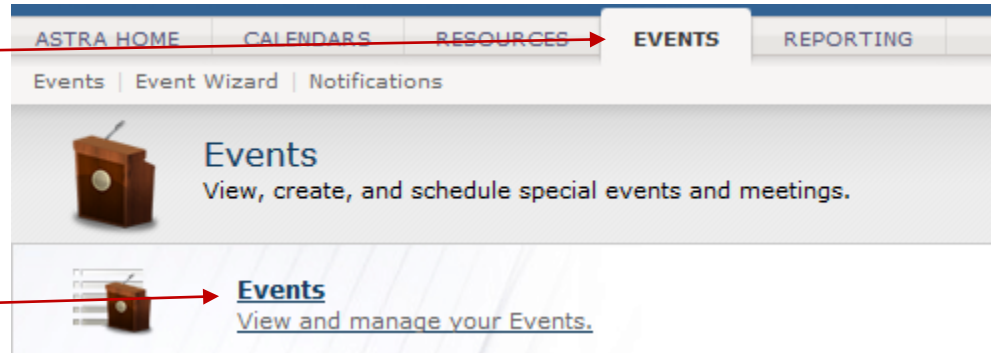 ASTRA HOME CALENDARS RESOURCES EVENTS REPORTING
Events | Event Wizard | Notifications
Events
View, create, and schedule special events and meetings.
Events
View and manage your Events.